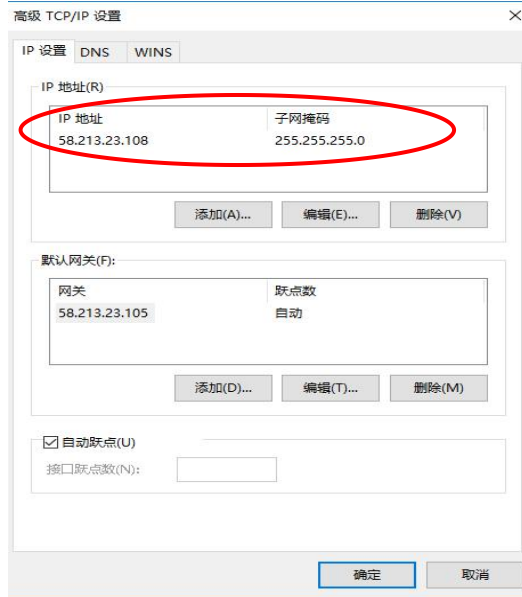 高级 TCP/IP 设置
IP 设置 DNS WINS
IP 地址(R)
IP 地址 子网掩码
58.213.23.108 255.255.255.0
添加(A)... 编辑(E)... 删除(V)
默认网关(F):
网关 跃点数
58.213.23.105 自动
添加(D)... 编辑(T)... 删除(M)
自动跃点(U)
接口跃点数(N):
确定 取消